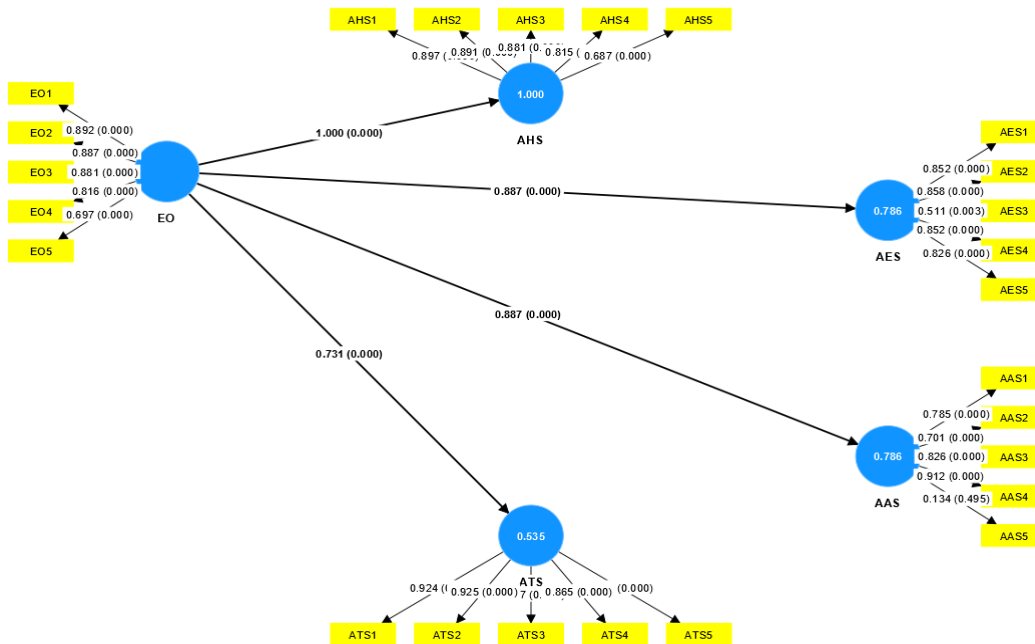 AHS1 AHS2 AHS3 AHS4 AHS5
0.897 0.891 0.881 0.815 0.687 (0.000)
1.000
AHS
EO1
EO2
EO3
EO4
EO5
0.892 (0.000)
0.887 (0.000)
0.881 (0.000)
0.816 (0.000)
0.697 (0.000)
EO
1.000 (0.000)
0.887 (0.000)
0.887 (0.000)
0.731 (0.000)
AES1
AES2
AES3
AES4
AES5
0.852 (0.000)
0.858 (0.000)
0.511 (0.003)
0.852 (0.000)
0.826 (0.000)
0.786
AES
AAS1
AAS2
AAS3
AAS4
AAS5
0.785 (0.000)
0.701 (0.000)
0.826 (0.000)
0.912 (0.000)
0.134 (0.495)
0.786
AAS
0.535
ATS
0.924 0.925 (0.000) 0.865 (0.000) (0.000)
ATS1 ATS2 ATS3 ATS4 ATS5